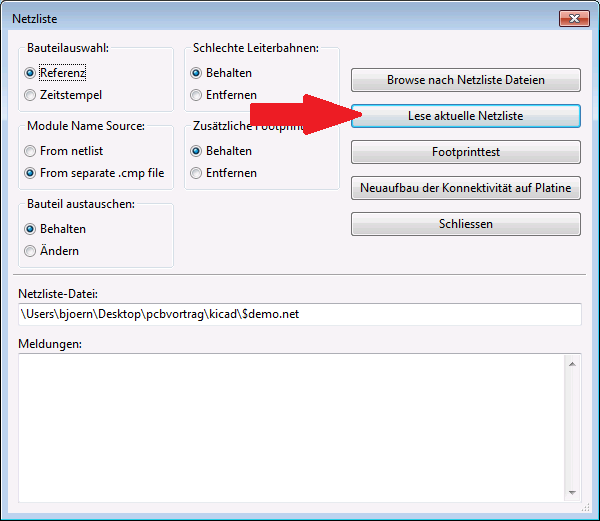 Netzliste
Bauteilauswahl:
Referenz
Zeitstempel
Schlechte Leiterbahnen:
Behalten
Entfernen
Module Name Source:
From netlist
From separate .cmp file
Zusätzliche Footprint
Behalten
Entfernen
Bauteil austauschen:
Behalten
Ändern
Browse nach Netzliste Dateien
Lese aktuelle Netzliste
Footprinttest
Neuaufbau der Konnektivität auf Platine
Schliessen
Netzliste-Datei:
\Users\bjoern\Desktop\pcbvortrag\kicad\$demo.net
Meldungen: